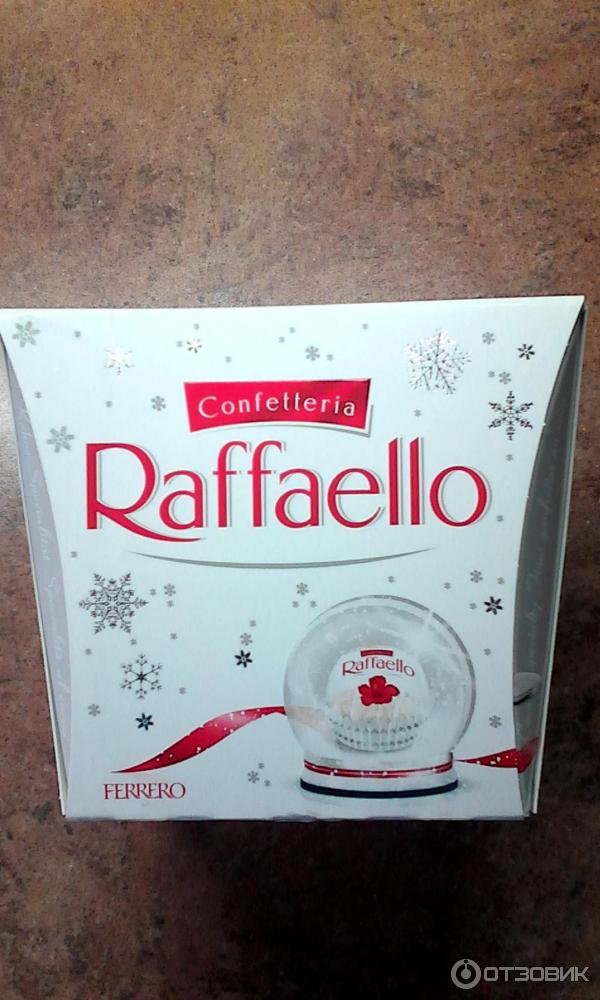 Confetteria
Raffaello
Raffaello
FERRERO
ОТЗОВИК